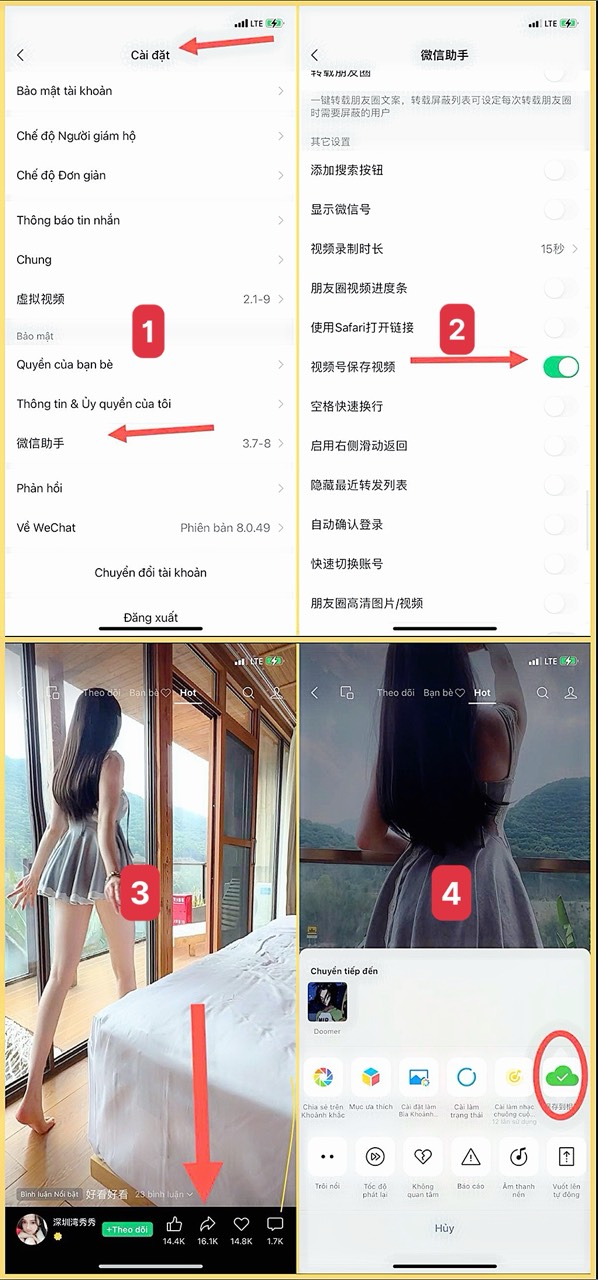 LTE
Cài đặt
Bảo mật tài khoản
Chế độ Người giám hộ
Chế độ Đơn giản
Thông báo tin nhắn
Chung
虚拟视频 2.1-9
Bảo mật
1
Quyền của bạn bè
Thông tin & Ủy quyền của tôi
微信助手 3.7-8
Phản hồi
Về WeChat Phiên bản 8.0.49
Chuyển đổi tài khoản
Đăng xuất
LTE
微信助手
转载朋友圈
一键转载朋友圈文案，转载屏蔽列表可设定每次转载朋友圈
时需要屏蔽的用户
其它设置
添加搜索按钮
显示微信号
视频录制时长 15秒
朋友圈视频进度条
使用Safari打开链接
2
视频号保存视频
空格快速换行
启用右侧滑动返回
隐藏最近转发列表
自动确认登录
快速切换账号
朋友圈高清图片/视频
LTE
Theo dõi Bạn bè Hot
3
Bình luận Nổi bật 好看好看 23 bình luận
深圳湾秀秀
+Theo dõi
14.4K 16.1K 14.8K 1.7K
LTE
Theo dõi Bạn bè Hot
4
Chuyển tiếp đến
Doomer
Chia sẻ trên
Khoảnh khắc
Mục ưa thích
Cài đặt làm
Bìa Khoảnh...
Cài làm
trạng thái
Cài làm nhạc
chuông cuộ...
12 lần sử dụng
保存到相
Trôi nổi
Tốc độ
phát lại
Không
quan tâm
Báo cáo
Âm thanh
nền
Vuốt lên
tự động
Hủy